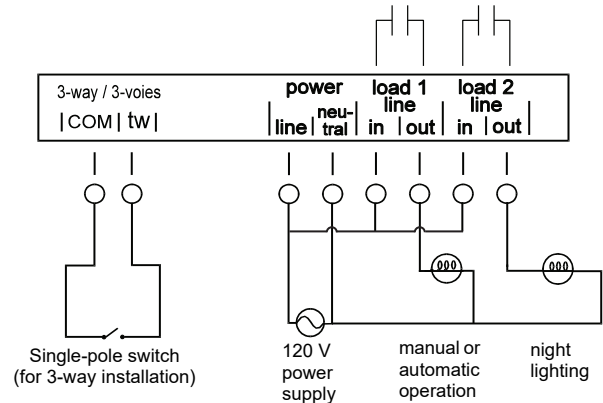 3-way / 3-voies
|COM| tw|
power
|line|neu-
tral|
load 1
line
in |out|
load 2
line
in |out|
Single-pole switch
(for 3-way installation)
120 V
power
supply
manual or
automatic
operation
night
lighting